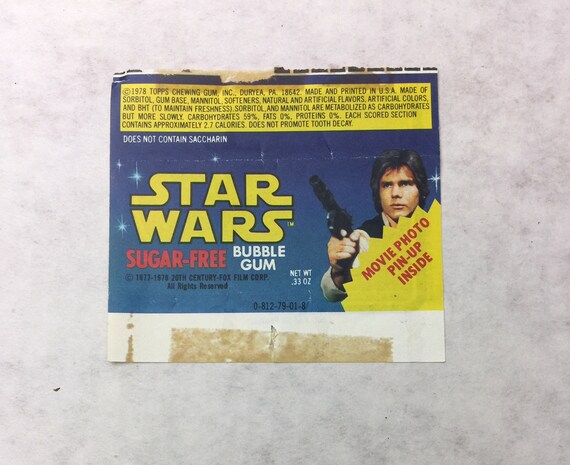 ©1978 TOPPS CHEWING GUM, INC., DURYEA, PA. 18642. MADE AND PRINTED IN U.S.A. MADE OF
SORBITOL, GUM BASE, MANNITOL, SOFTENERS, NATURAL AND ARTIFICIAL FLAVORS, ARTIFICIAL COLORS,
AND BHT (TO MAINTAIN FRESHNESS). SORBITOL, AND MANNITOL ARE METABOLIZED AS CARBOHYDRATES
BUT MORE SLOWLY. CARBOHYDRATES 59%, FATS 0%, PROTEINS 0%. EACH SCORED SECTION
CONTAINS APPROXIMATELY 2.7 CALORIES. DOES NOT PROMOTE TOOTH DECAY.
DOES NOT CONTAIN SACCHARIN
STAR
WARS™
SUGAR-FREE BUBBLE
GUM
© 1977-1978 20TH CENTURY-FOX FILM CORP.
All Rights Reserved
NET WT
.33 OZ
MOVIE PHOTO
PIN-UP
INSIDE
0-812-79-01-8